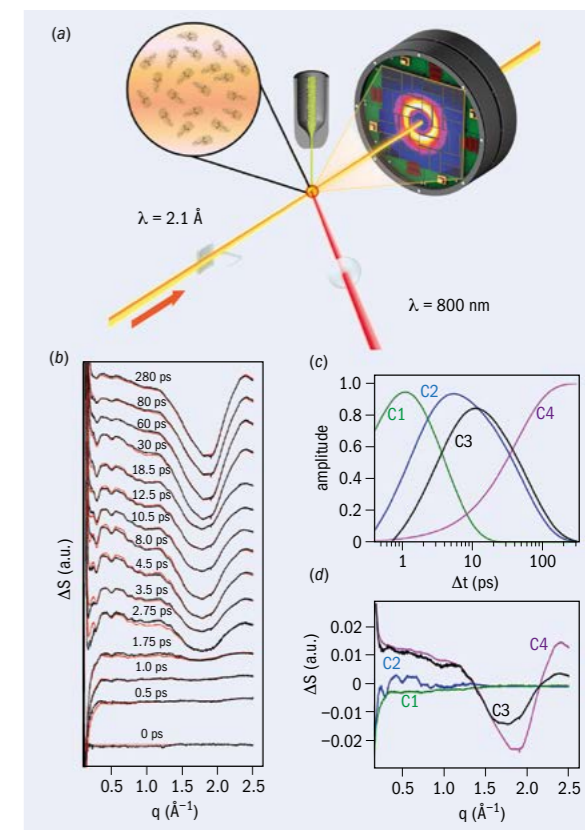 (a)
λ = 2.1 Å
λ = 800 nm
(b)
280 ps
80 ps
60 ps
30 ps
18.5 ps
12.5 ps
10.5 ps
8.0 ps
4.5 ps
3.5 ps
2.75 ps
1.75 ps
1.0 ps
0.5 ps
0 ps
ΔS (a.u.)
0.5 1.0 1.5 2.0 2.5
q (Å⁻¹)
(c)
C1
C2
C3
C4
1.0
0.8
0.6
0.4
0.2
0
amplitude
1 10 100
Δt (ps)
(d)
0.02
0.01
0
−0.01
−0.02
ΔS (a.u.)
C2
C1
C3
C4
0.5 1.0 1.5 2.0 2.5
q (Å⁻¹)